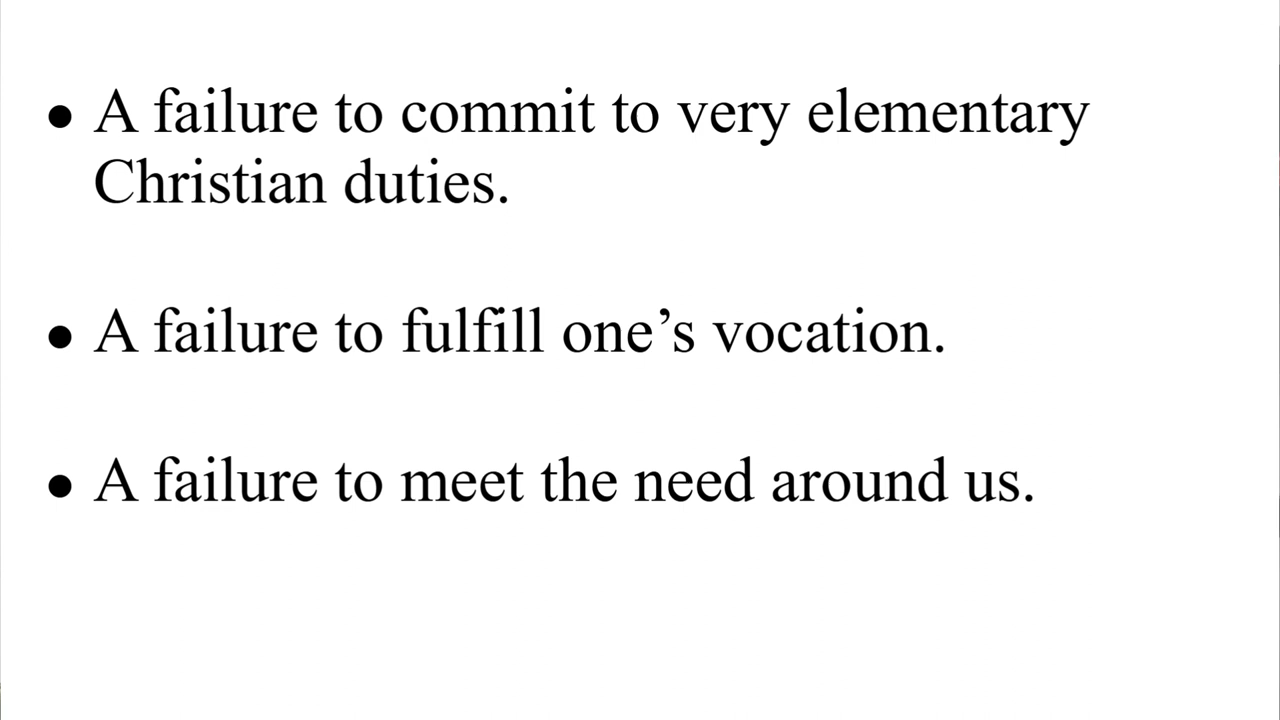 • A failure to commit to very elementary
Christian duties.
• A failure to fulfill one’s vocation.
• A failure to meet the need around us.